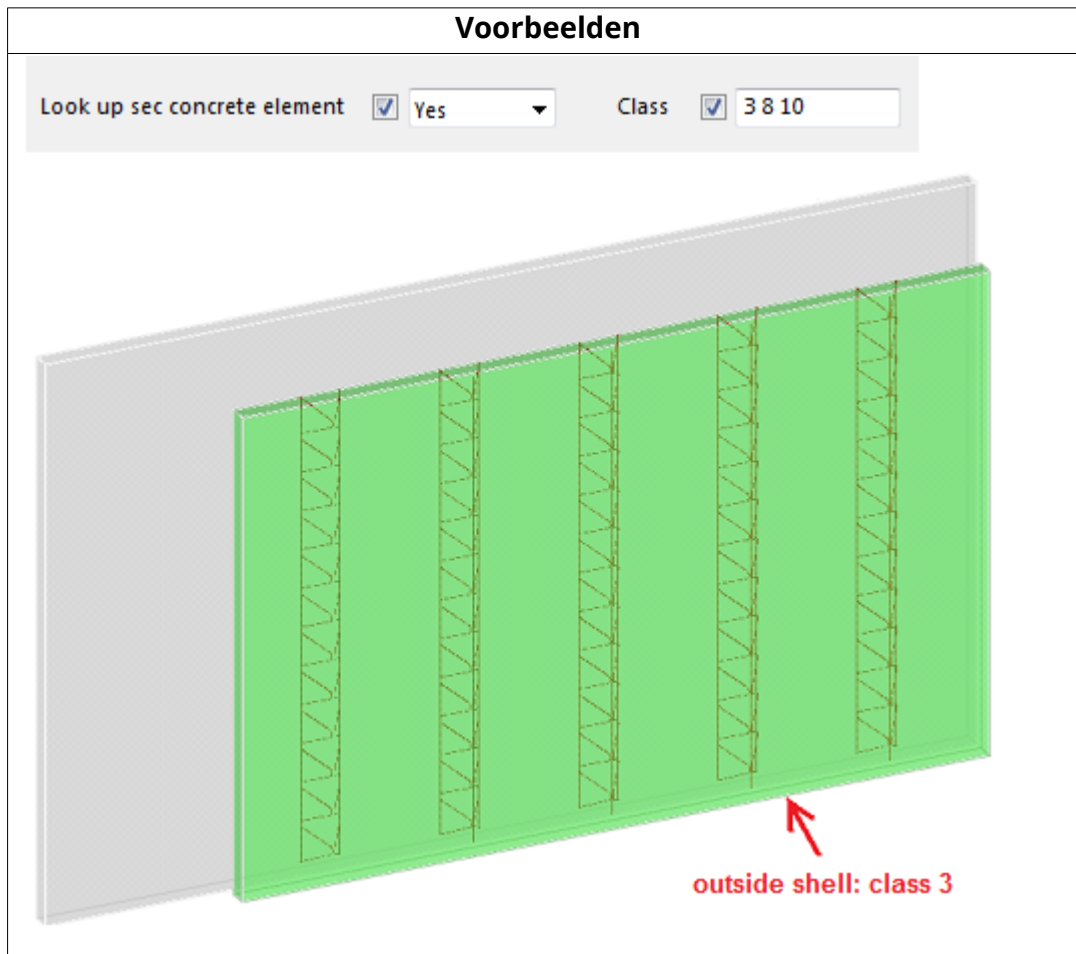 Voorbeelden
Look up sec concrete element Yes Class 3 8 10
outside shell: class 3